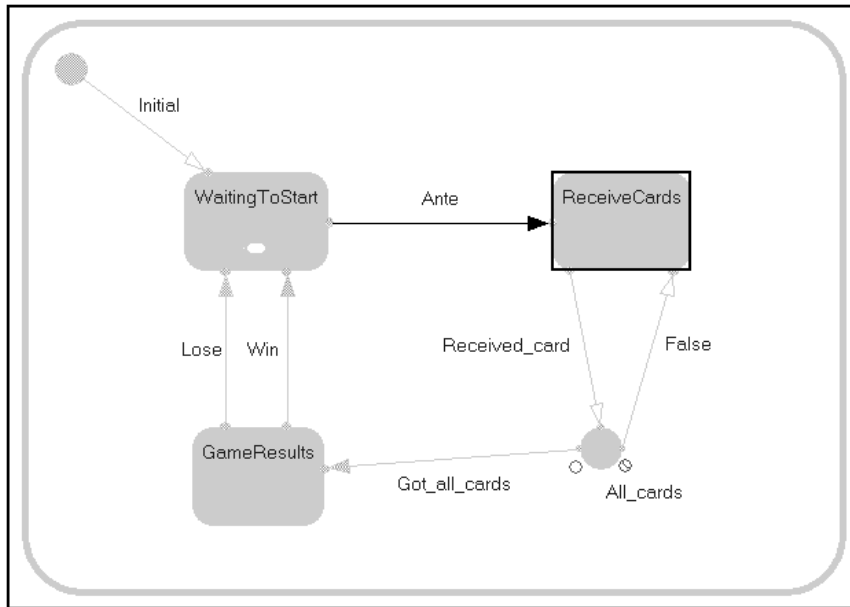 Initial
WaitingToStart
Ante
ReceiveCards
Lose
Win
Received_card
False
GameResults
Got_all_cards
All_cards